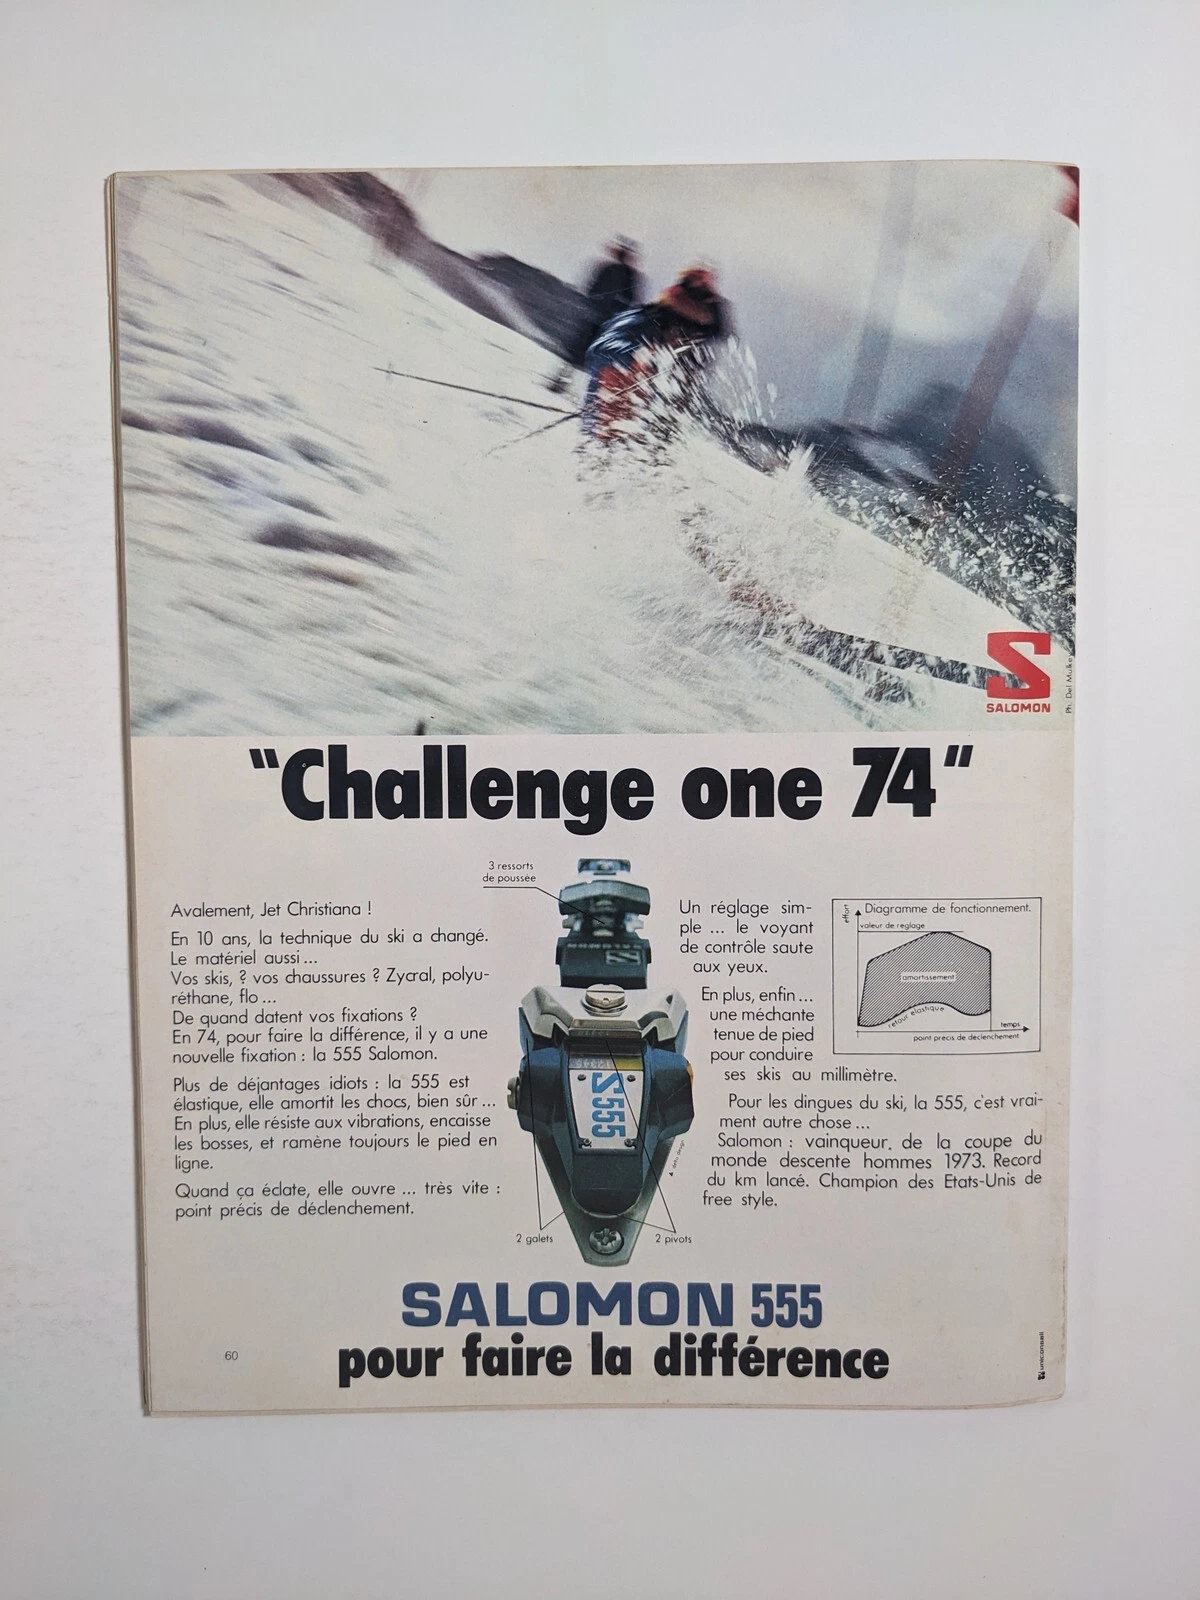 SALOMON
Ph. Del Mulke
"Challenge one 74"
3 ressorts
de poussée
Avalement, Jet Christiana !
En 10 ans, la technique du ski a changé.
Le matériel aussi ...
Vos skis, ? vos chaussures ? Zycral, polyu-
réthane, flo ...
De quand datent vos fixations ?
En 74, pour faire la différence, il y a une
nouvelle fixation : la 555 Salomon.
Plus de déjantages idiots : la 555 est
élastique, elle amortit les chocs, bien sûr ...
En plus, elle résiste aux vibrations, encaisse
les bosses, et ramène toujours le pied en
ligne.
Quand ça éclate, elle ouvre ... très vite :
point précis de déclenchement.
S555
2 galets
2 pivots
Un réglage sim-
ple ... le voyant
de contrôle saute
aux yeux.
En plus, enfin ...
une méchante
tenue de pied
pour conduire
ses skis au millimètre.
Pour les dingues du ski, la 555, c'est vrai-
ment autre chose ...
Salomon : vainqueur. de la coupe du
monde descente hommes 1973. Record
du km lancé. Champion des Etats-Unis de
free style.
effort
Diagramme de fonctionnement.
valeur de reglage
amortissement
retour elastique
temps
point précis de déclenchement
SALOMON 555
pour faire la différence
60
uniconseil